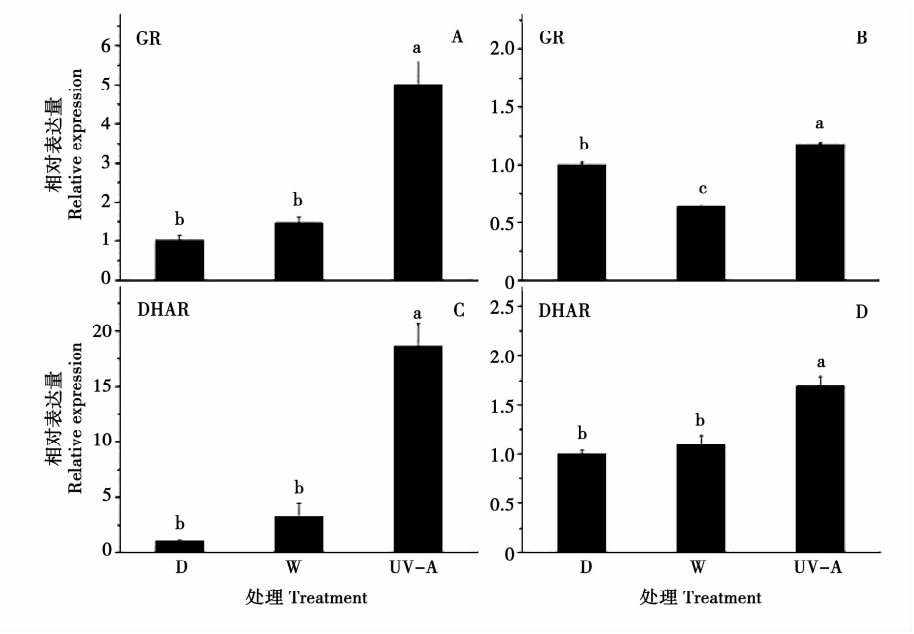 GR A
6
5
4
3
2
1
0
相对表达量
Relative expression
b b a
GR B
2.0
1.5
1.0
0.5
0
b c a
DHAR C
20
15
10
5
0
相对表达量
Relative expression
b b a
D W UV-A
处理 Treatment
DHAR D
2.5
2.0
1.5
1.0
0.5
0
b b a
D W UV-A
处理 Treatment